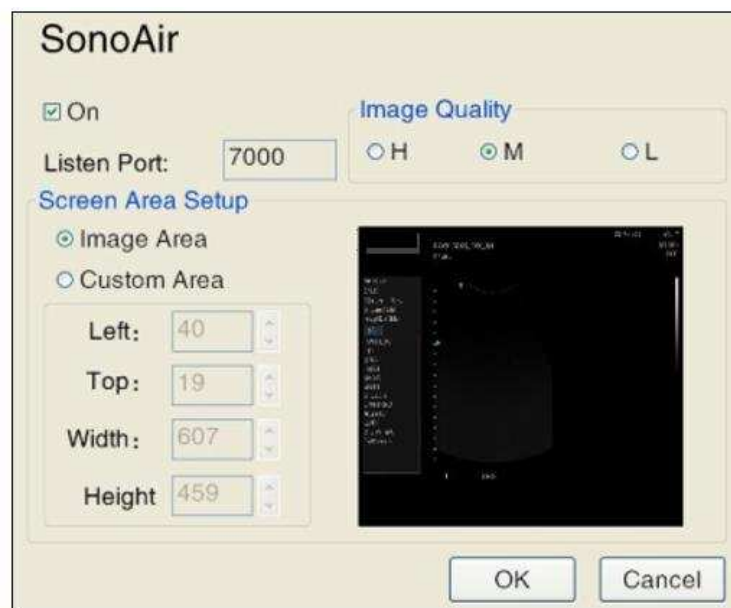 SonoAir
On
Image Quality
Listen Port: 7000
H M L
Screen Area Setup
Image Area
Custom Area
Left: 40
Top: 19
Width: 607
Height 459
OK Cancel